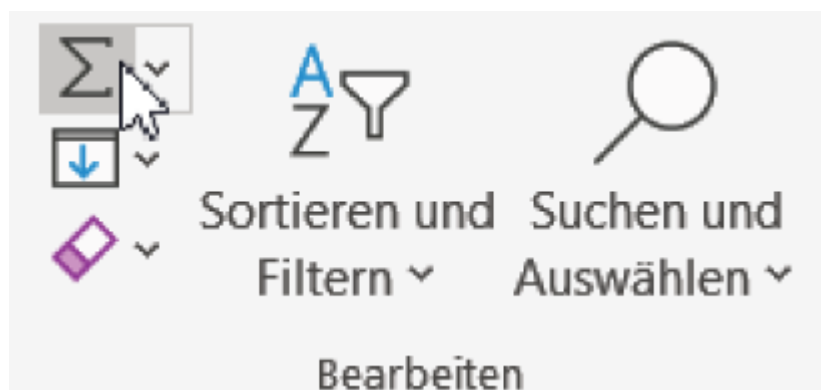 Σ
A
Z
Sortieren und
Filtern
Suchen und
Auswählen
Bearbeiten